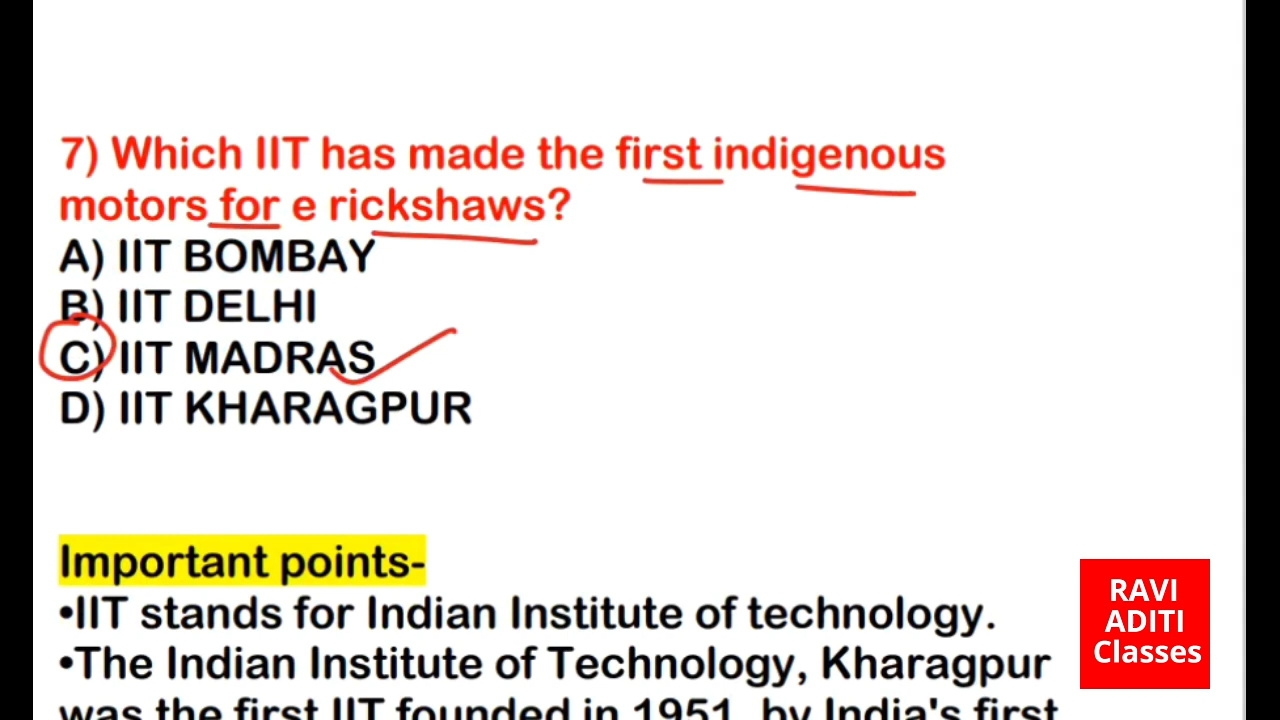 7) Which IIT has made the first indigenous
motors for e rickshaws?
A) IIT BOMBAY
B) IIT DELHI
C) IIT MADRAS
D) IIT KHARAGPUR
Important points-
•IIT stands for Indian Institute of technology.
•The Indian Institute of Technology, Kharagpur
was the first IIT founded in 1951, by India's first
RAVI
ADITI
Classes